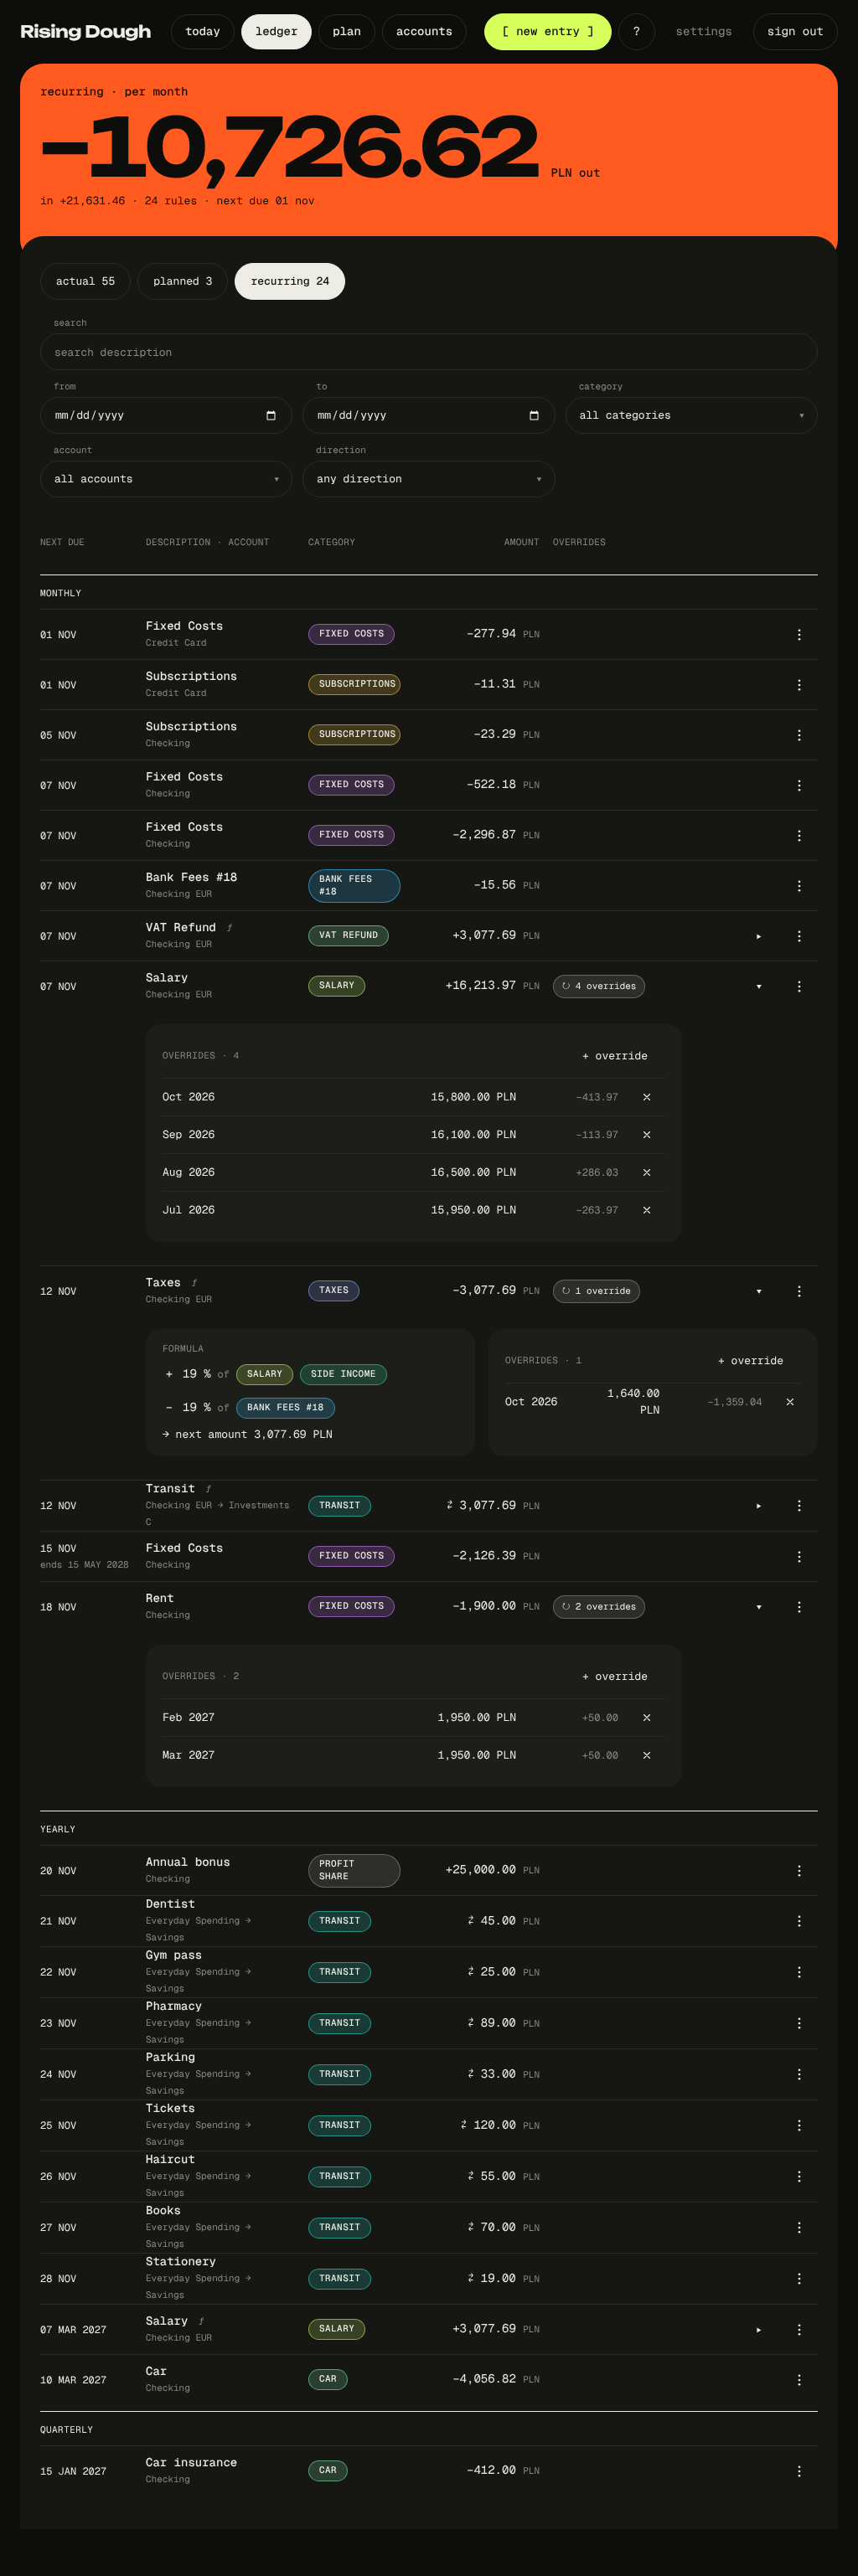 Rising Dough today ledger plan accounts [ new entry ] ? settings sign out
recurring · per month
−10,726.62 PLN out
in +21,631.46 · 24 rules · next due 01 nov
actual 55 planned 3 recurring 24
search
search description
from to category
mm/dd/yyyy mm/dd/yyyy all categories
account direction
all accounts any direction
NEXT DUE DESCRIPTION · ACCOUNT CATEGORY AMOUNT OVERRIDES
MONTHLY
01 NOV Fixed Costs FIXED COSTS −277.94 PLN
Credit Card
01 NOV Subscriptions SUBSCRIPTIONS −11.31 PLN
Credit Card
05 NOV Subscriptions SUBSCRIPTIONS −23.29 PLN
Checking
07 NOV Fixed Costs FIXED COSTS −522.18 PLN
Checking
07 NOV Fixed Costs FIXED COSTS −2,296.87 PLN
Checking
07 NOV Bank Fees #18 BANK FEES #18 −15.56 PLN
Checking EUR
07 NOV VAT Refund ƒ VAT REFUND +3,077.69 PLN
Checking EUR
07 NOV Salary SALARY +16,213.97 PLN 4 overrides
Checking EUR
OVERRIDES · 4 + override
Oct 2026 15,800.00 PLN −413.97 ×
Sep 2026 16,100.00 PLN −113.97 ×
Aug 2026 16,500.00 PLN +286.03 ×
Jul 2026 15,950.00 PLN −263.97 ×
12 NOV Taxes ƒ TAXES −3,077.69 PLN 1 override
Checking EUR
FORMULA
+ 19 % of SALARY SIDE INCOME
− 19 % of BANK FEES #18
→ next amount 3,077.69 PLN
OVERRIDES · 1 + override
Oct 2026 1,640.00 PLN −1,359.04 ×
12 NOV Transit ƒ TRANSIT ⇄ 3,077.69 PLN
Checking EUR → Investments
C
15 NOV Fixed Costs FIXED COSTS −2,126.39 PLN
ends 15 MAY 2028 Checking
18 NOV Rent FIXED COSTS −1,900.00 PLN 2 overrides
Checking
OVERRIDES · 2 + override
Feb 2027 1,950.00 PLN +50.00 ×
Mar 2027 1,950.00 PLN +50.00 ×
YEARLY
20 NOV Annual bonus PROFIT SHARE +25,000.00 PLN
Checking
21 NOV Dentist TRANSIT ⇄ 45.00 PLN
Everyday Spending →
Savings
22 NOV Gym pass TRANSIT ⇄ 25.00 PLN
Everyday Spending →
Savings
23 NOV Pharmacy TRANSIT ⇄ 89.00 PLN
Everyday Spending →
Savings
24 NOV Parking TRANSIT ⇄ 33.00 PLN
Everyday Spending →
Savings
25 NOV Tickets TRANSIT ⇄ 120.00 PLN
Everyday Spending →
Savings
26 NOV Haircut TRANSIT ⇄ 55.00 PLN
Everyday Spending →
Savings
27 NOV Books TRANSIT ⇄ 70.00 PLN
Everyday Spending →
Savings
28 NOV Stationery TRANSIT ⇄ 19.00 PLN
Everyday Spending →
Savings
07 MAR 2027 Salary ƒ SALARY +3,077.69 PLN
Checking EUR
10 MAR 2027 Car CAR −4,056.82 PLN
Checking
QUARTERLY
15 JAN 2027 Car insurance CAR −412.00 PLN
Checking